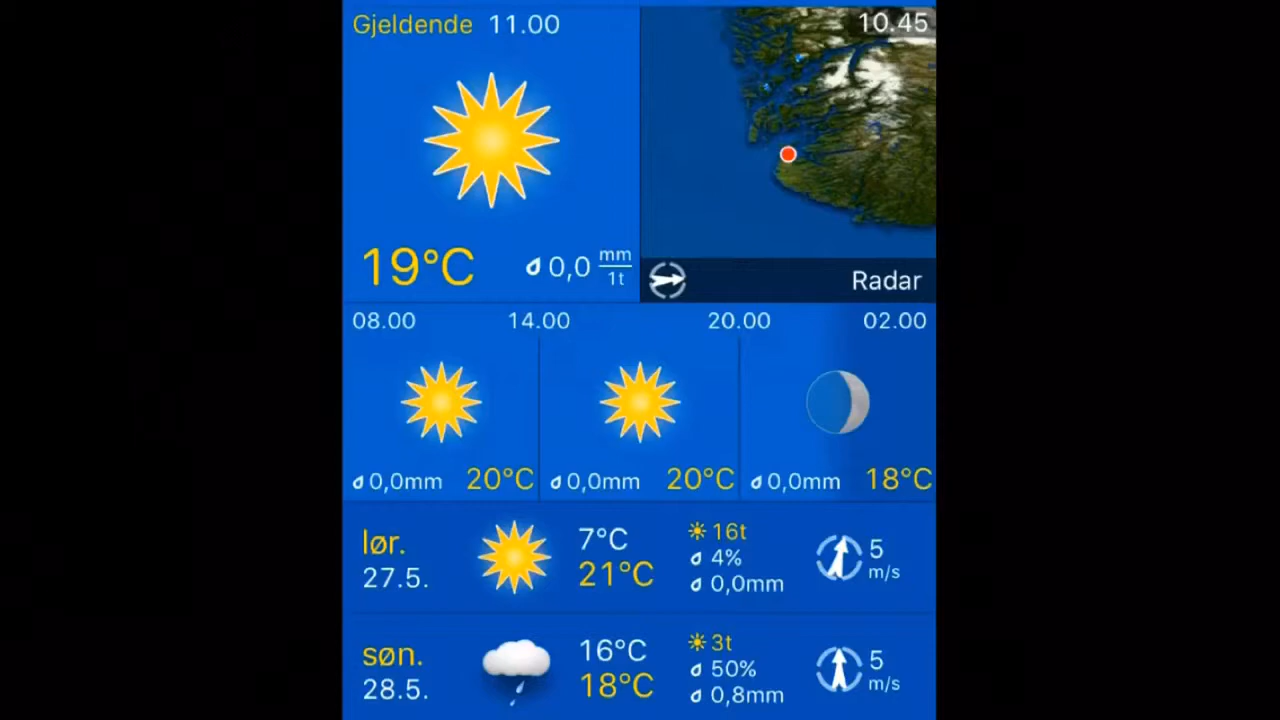 Gjeldende 11.00
10.45
19°C
0,0 mm
1t
Radar
08.00 14.00 20.00 02.00
0,0mm 20°C 0,0mm 20°C 0,0mm 18°C
lør.
27.5.
7°C
21°C
16t
4%
0,0mm
5
m/s
søn.
28.5.
16°C
18°C
3t
50%
0,8mm
5
m/s